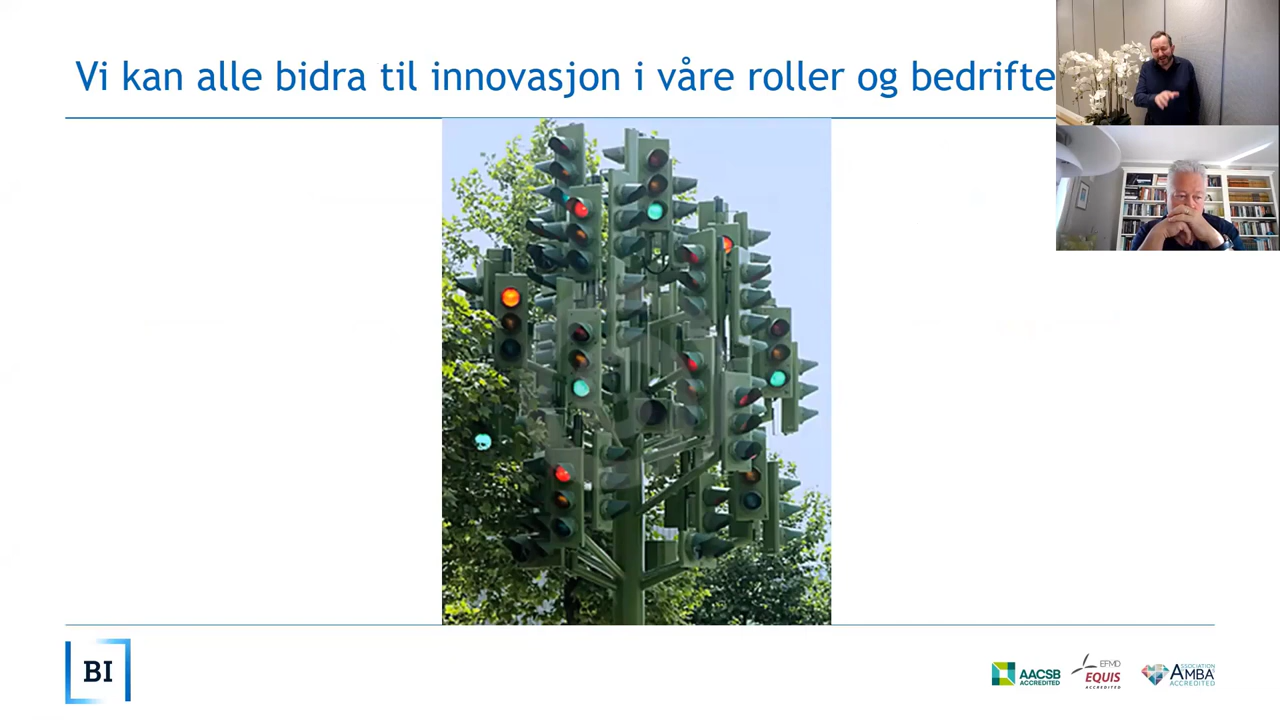 Vi kan alle bidra til innovasjon i våre roller og bedrifte
BI
AACSB
ACCREDITED
EFMD
EQUIS
ACCREDITED
ASSOCIATION
AMBA
ACCREDITED